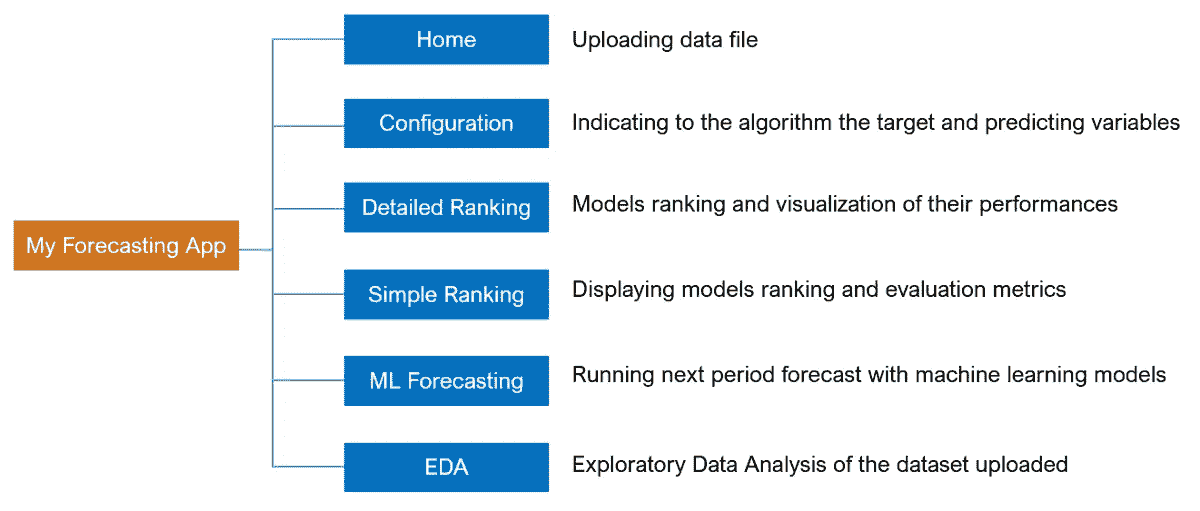 Home
Uploading data file
Configuration
Indicating to the algorithm the target and predicting variables
Detailed Ranking
Models ranking and visualization of their performances
My Forecasting App
Simple Ranking
Displaying models ranking and evaluation metrics
ML Forecasting
Running next period forecast with machine learning models
EDA
Exploratory Data Analysis of the dataset uploaded